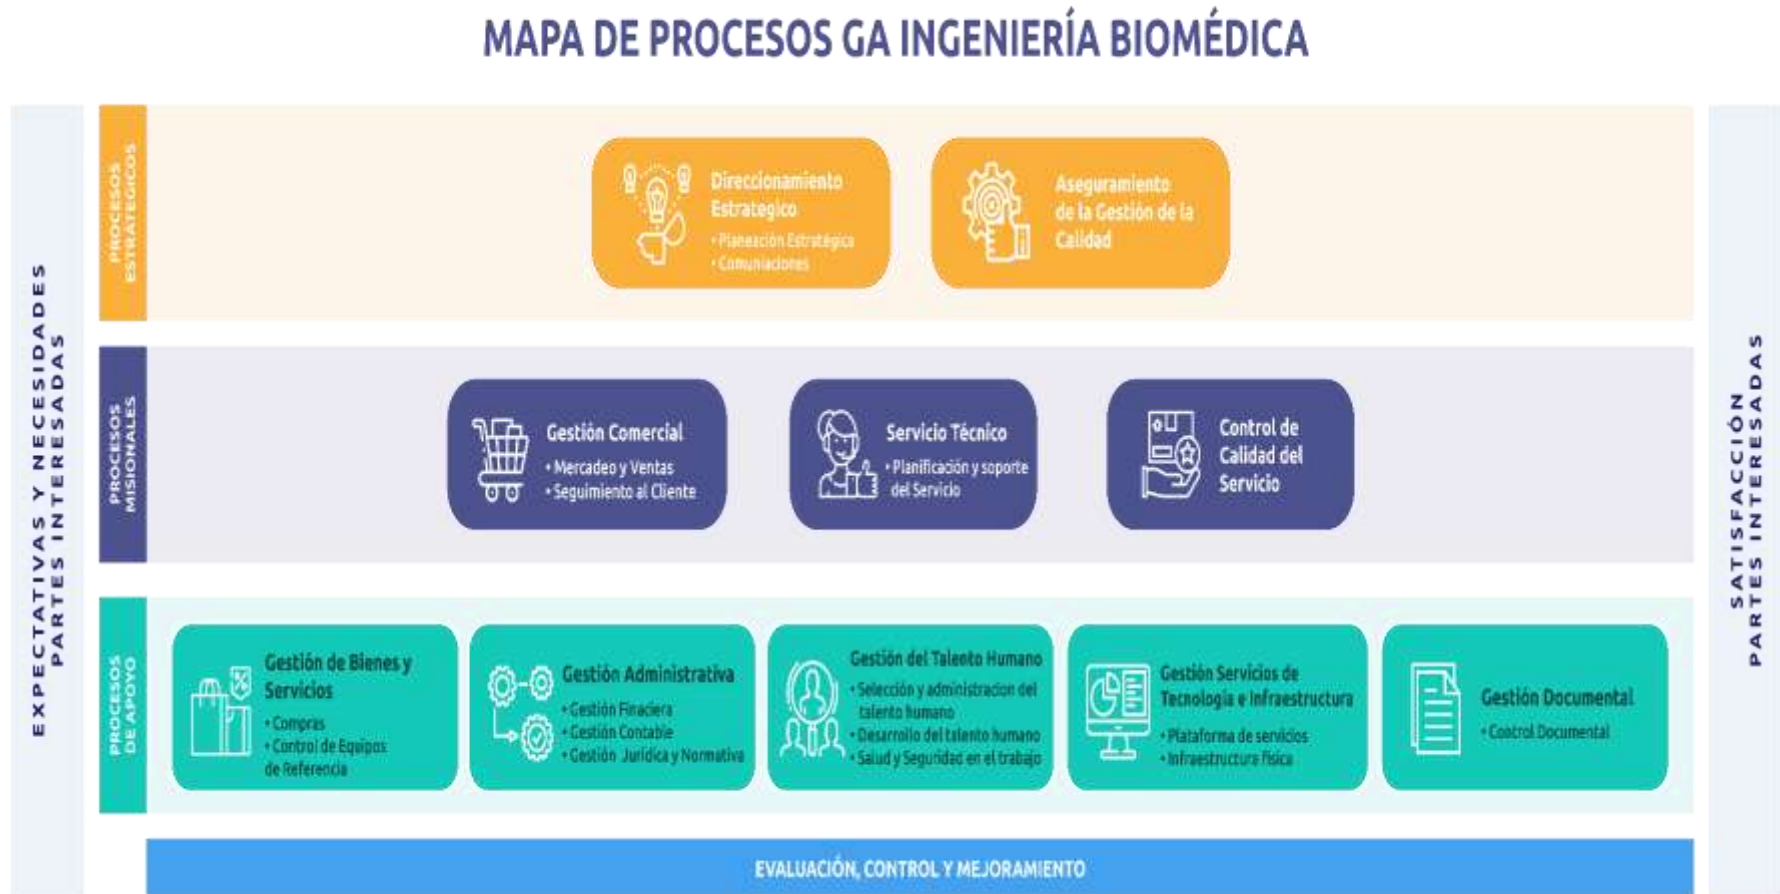 MAPA DE PROCESOS GA INGENIERÍA BIOMÉDICA
EXPECTATIVAS Y NECESIDADES
PARTES INTERESADAS
PROCESOS
ESTRATEGICOS
Direccionamiento
Estrategico
• Planeación Estratégica
• Comuniaciones
Aseguramiento
de la Gestión de la
Calidad
PROCESOS
MISIONALES
Gestión Comercial
• Mercadeo y Ventas
• Seguimiento al Cliente
Servicio Técnico
• Planificación y soporte
del Servicio
Control de
Calidad del
Servicio
PROCESOS
DE APOYO
Gestión de Bienes y
Servicios
• Compras
• Control de Equipos
de Referencia
Gestión Administrativa
• Gestión Finaciera
• Gestión Contable
• Gestión Jurídica y Normativa
Gestión del Talento Humano
• Selección y administracion del
talento humano
• Desarrollo del talento humano
• Salud y Seguridad en el trabajo
Gestión Servicios de
Tecnología e Infraestructura
• Plataforma de servicios
• Infraestructura física
Gestión Documental
• Control Documental
SATISFACCIÓN
PARTES INTERESADAS
EVALUACIÓN, CONTROL Y MEJORAMIENTO